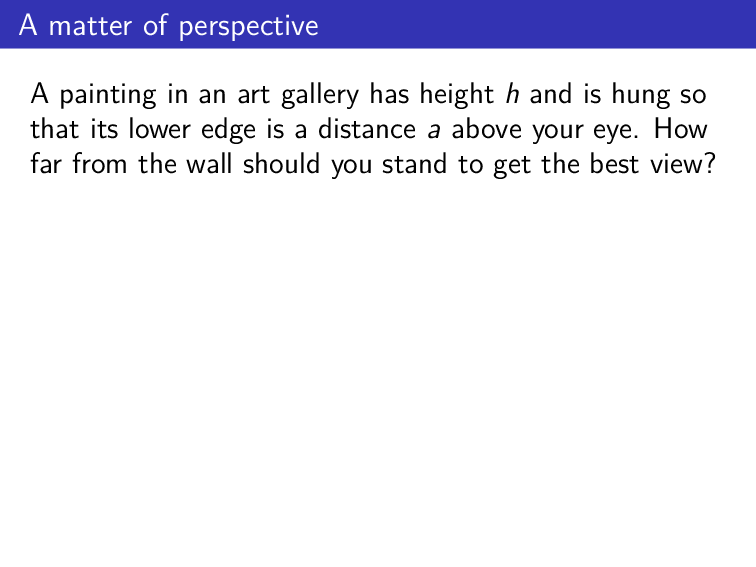 A matter of perspective
A painting in an art gallery has height h and is hung so
that its lower edge is a distance a above your eye. How
far from the wall should you stand to get the best view?